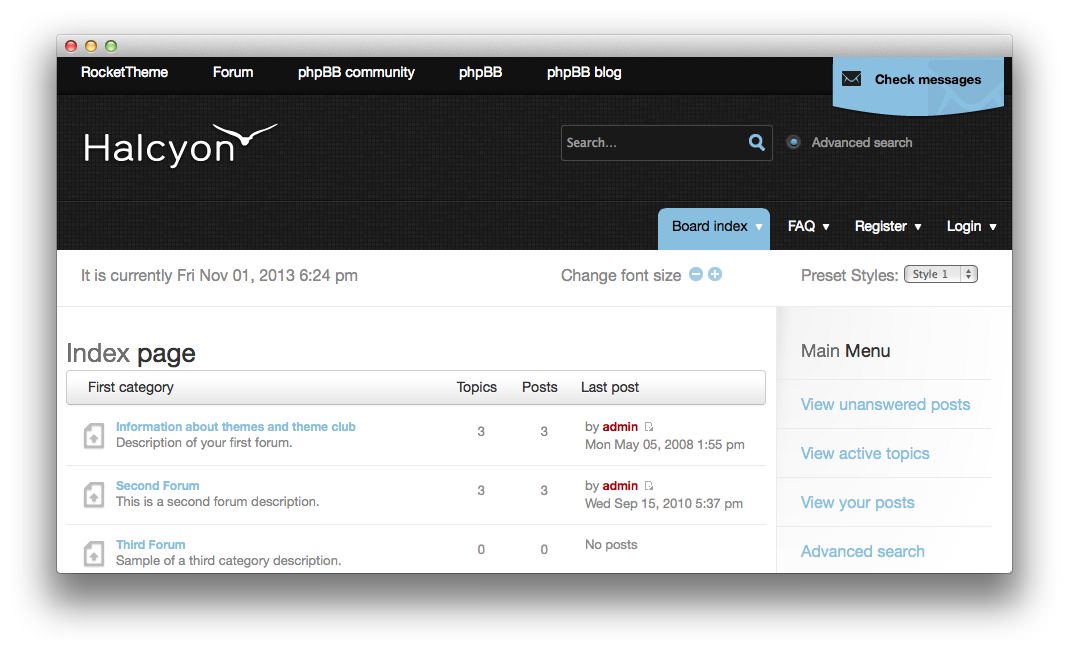 RocketTheme Forum phpBB community phpBB phpBB blog Check messages
Halcyon
Search... Advanced search
Board index FAQ Register Login
It is currently Fri Nov 01, 2013 6:24 pm Change font size Preset Styles: Style 1
Index page
First category Topics Posts Last post
Information about themes and theme club 3 3 by admin
Description of your first forum. Mon May 05, 2008 1:55 pm
Second Forum 3 3 by admin
This is a second forum description. Wed Sep 15, 2010 5:37 pm
Third Forum 0 0 No posts
Sample of a third category description.
Main Menu
View unanswered posts
View active topics
View your posts
Advanced search